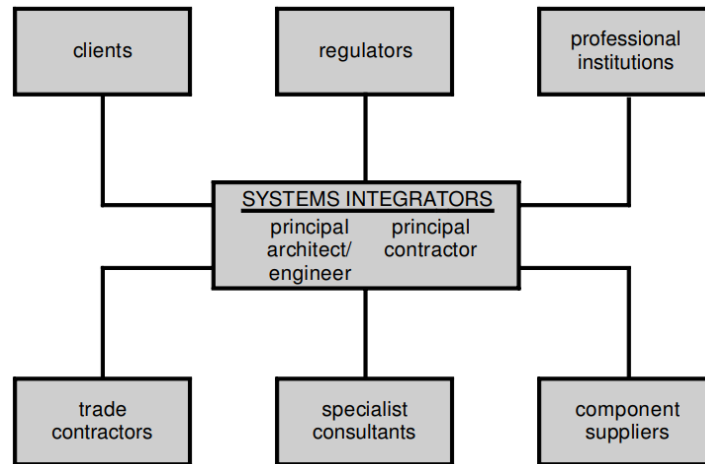 clients
regulators
professional
institutions
SYSTEMS INTEGRATORS
principal
architect/
engineer
principal
contractor
trade
contractors
specialist
consultants
component
suppliers